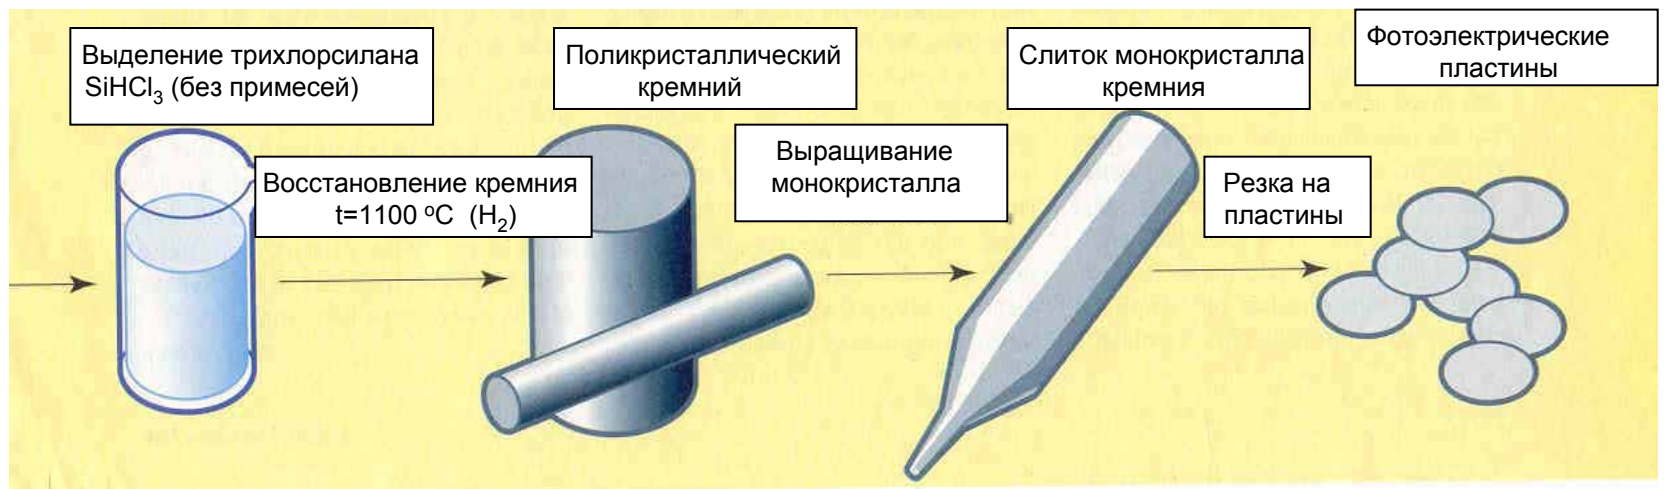 Выделение трихлорсилана
SiHCl₃ (без примесей)
Восстановление кремния
t=1100 ºC (H₂)
Поликристаллический
кремний
Выращивание
монокристалла
Слиток монокристалла
кремния
Резка на
пластины
Фотоэлектрические
пластины